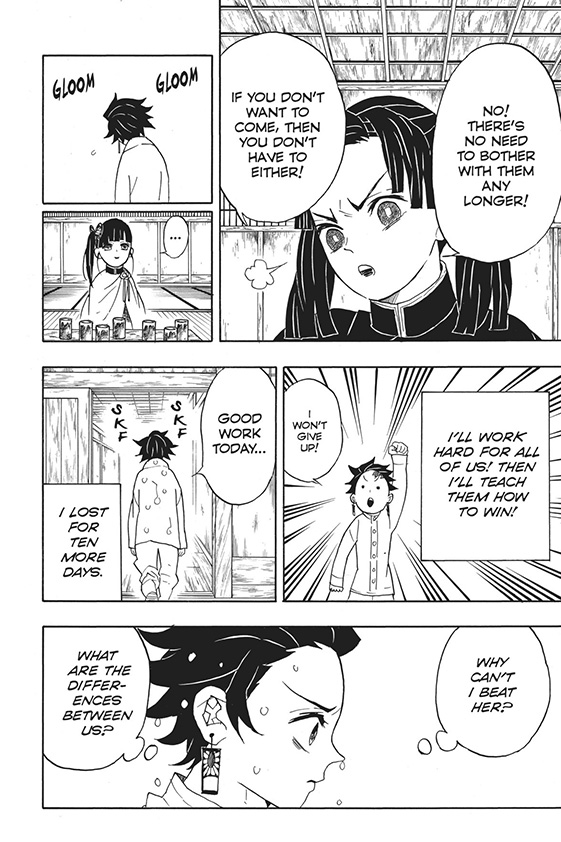 NO!
THERE'S
NO NEED
TO BOTHER
WITH THEM
ANY
LONGER!
IF YOU DON'T
WANT TO
COME, THEN
YOU DON'T
HAVE TO
EITHER!
GLOOM
GLOOM
...
I'LL WORK
HARD FOR ALL
OF US! THEN
I'LL TEACH
THEM HOW
TO WIN!
I
WON'T
GIVE
UP!
GOOD
WORK
TODAY...
SKF
SKF
I LOST
FOR
TEN
MORE
DAYS.
WHY
CAN'T
I BEAT
HER?
WHAT
ARE THE
DIFFER-
ENCES
BETWEEN
US?